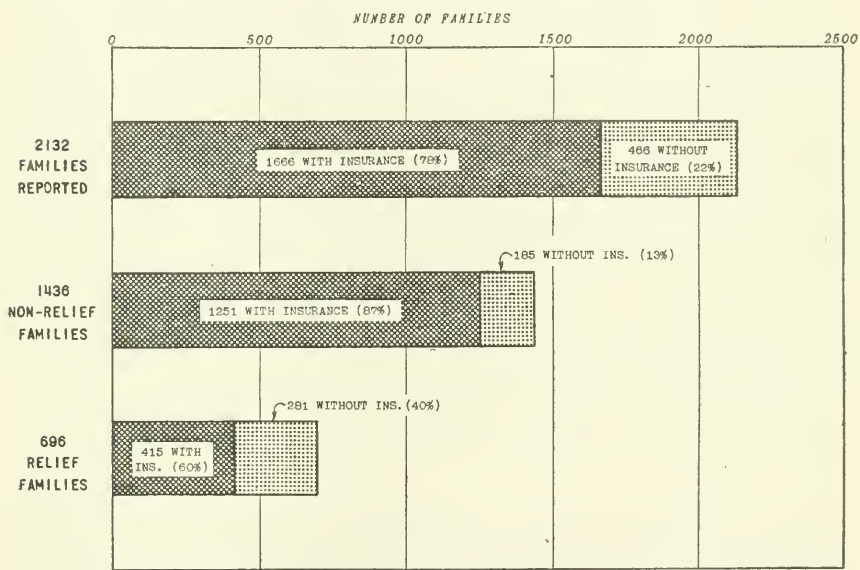 NUMBER OF FAMILIES
0 500 1000 1500 2000 2500
2132
FAMILIES
REPORTED
1666 WITH INSURANCE (78%)
466 WITHOUT
INSURANCE (22%)
1436
NON-RELIEF
FAMILIES
185 WITHOUT INS. (13%)
1251 WITH INSURANCE (87%)
696
RELIEF
FAMILIES
281 WITHOUT INS.(40%)
415 WITH
INS. (60%)